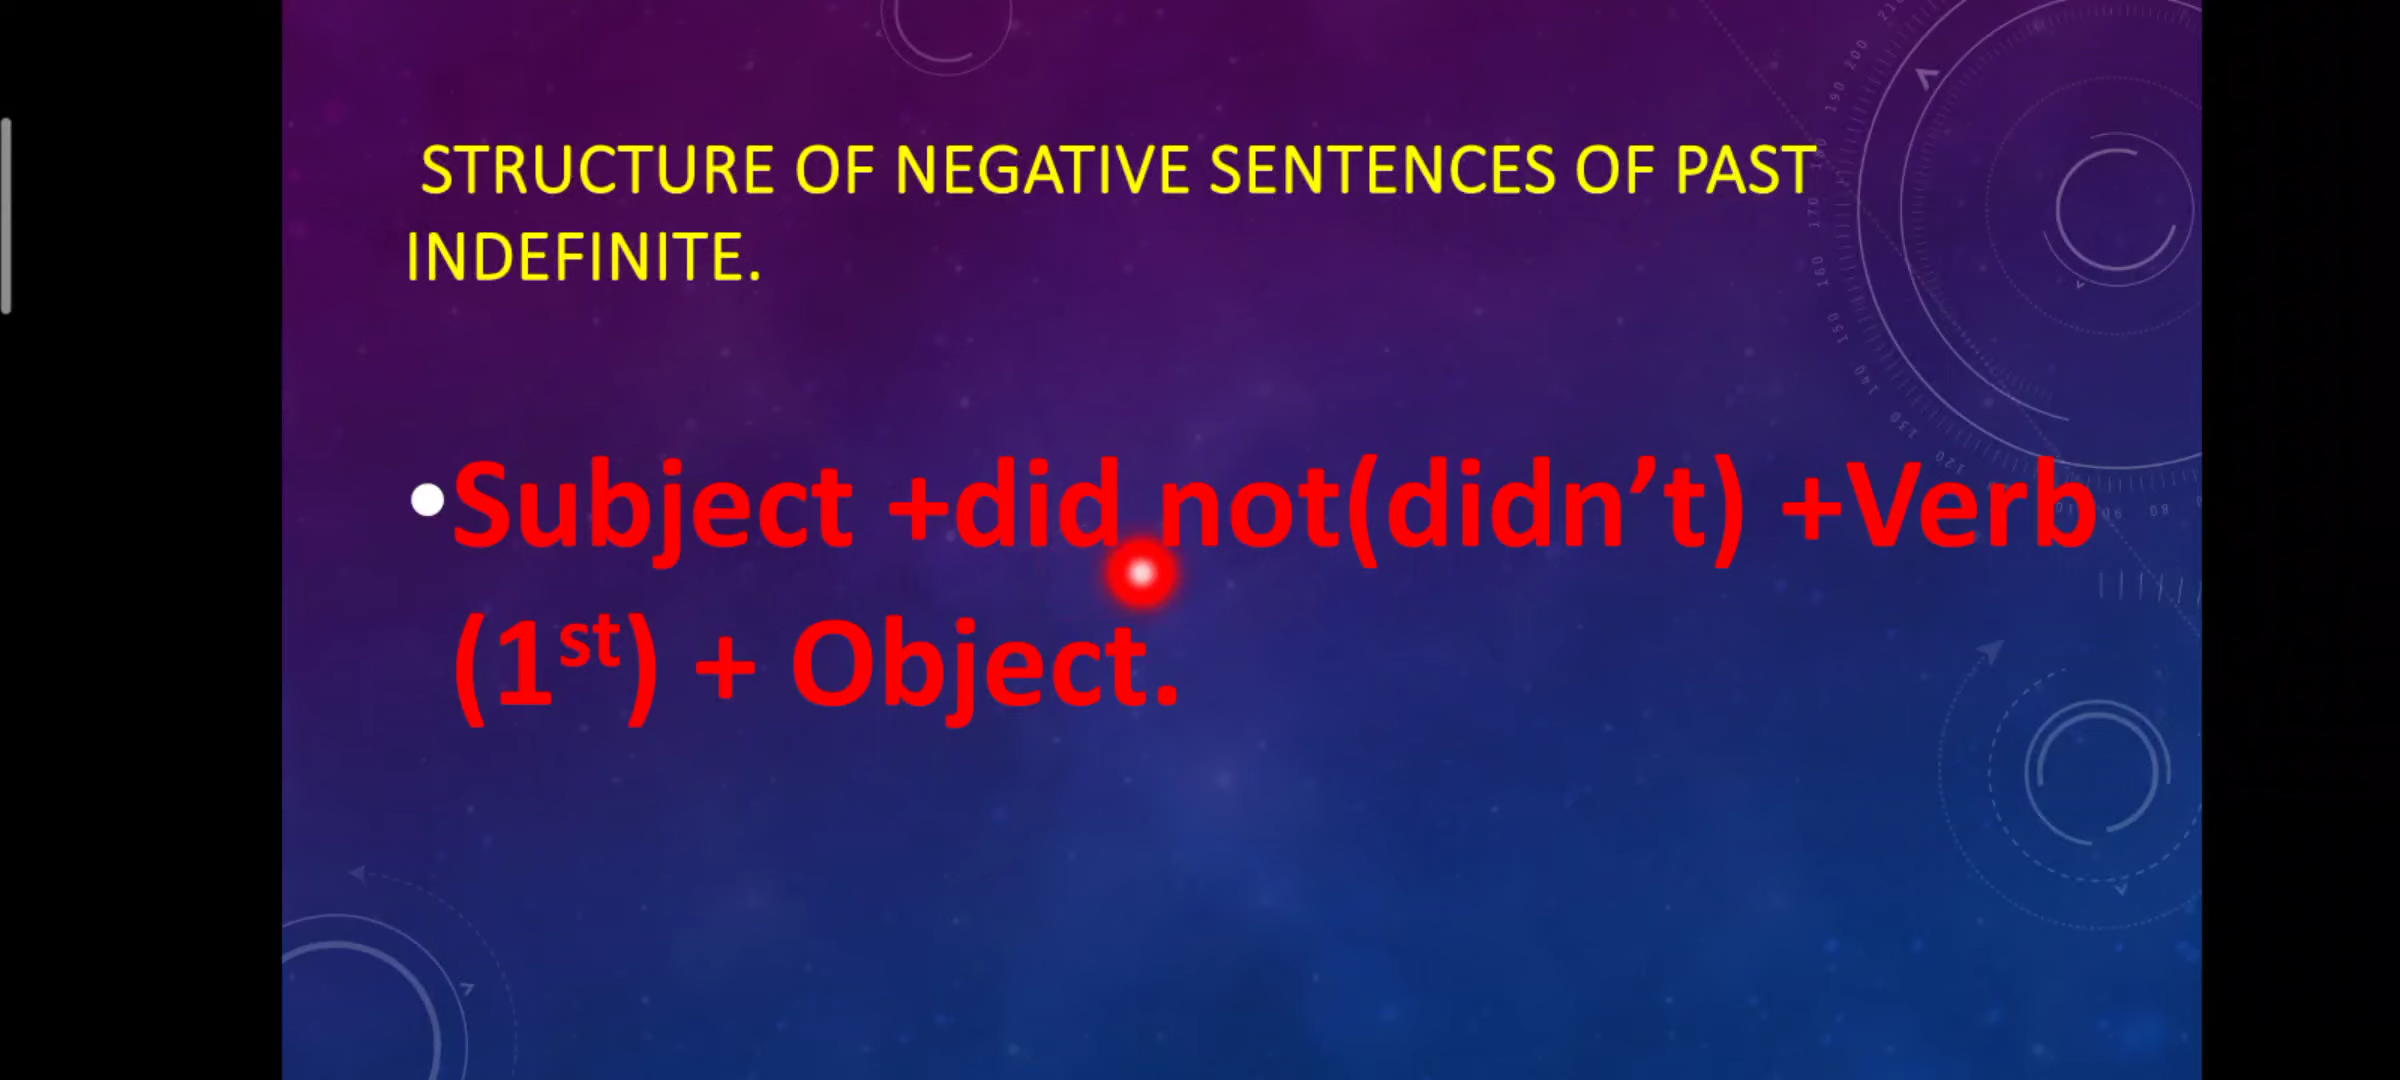 STRUCTURE OF NEGATIVE SENTENCES OF PAST
INDEFINITE.
•Subject +did not(didn’t) +Verb
(1st) + Object.